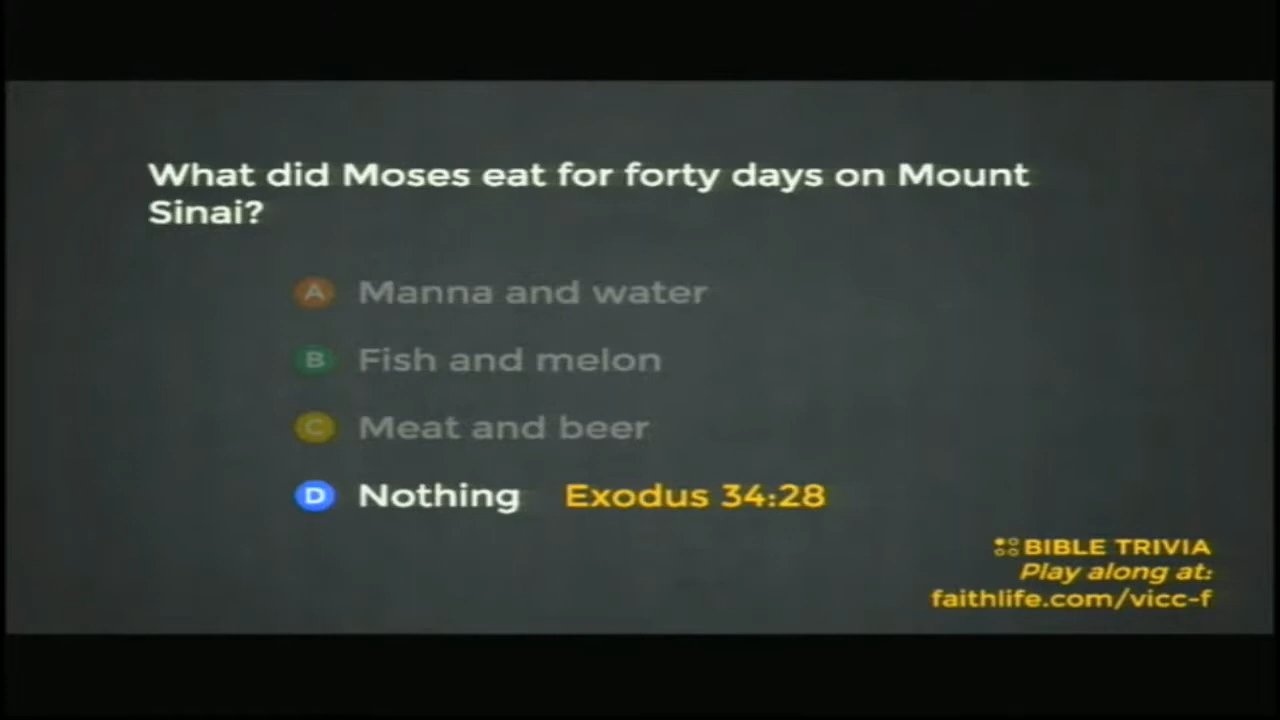 What did Moses eat for forty days on Mount
Sinai?
A Manna and water
B Fish and melon
C Meat and beer
D Nothing Exodus 34:28
BIBLE TRIVIA
Play along at:
faithlife.com/vicc-f